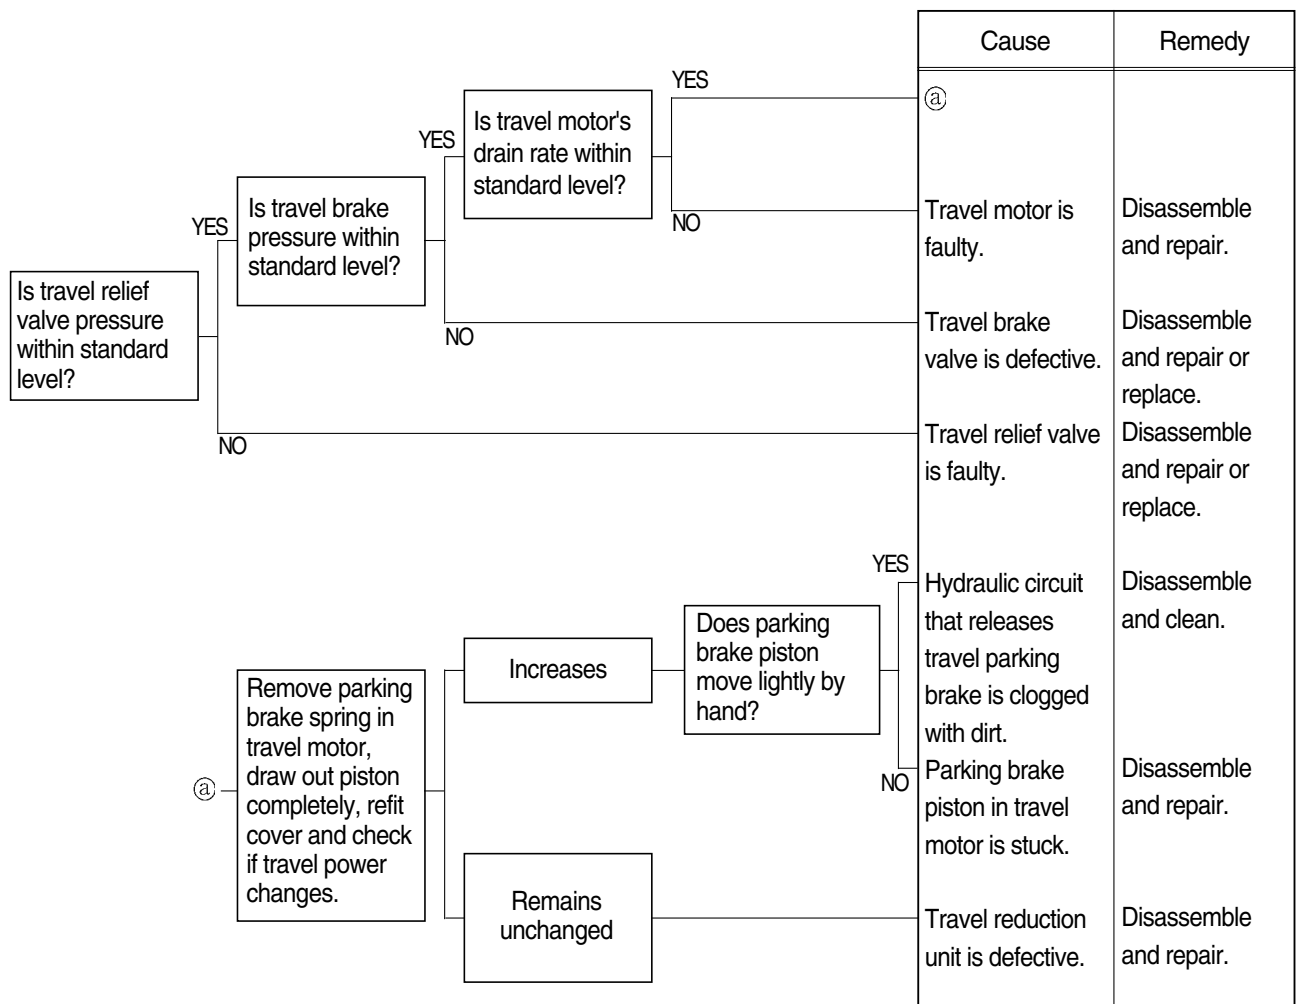 Cause
Remedy
YES
ⓐ
Is travel motor's
drain rate within
standard level?
YES
NO
Travel motor is
faulty.
Disassemble
and repair.
Is travel brake
pressure within
standard level?
YES
NO
Travel brake
valve is defective.
Disassemble
and repair or
replace.
Is travel relief
valve pressure
within standard
level?
NO
Travel relief valve
is faulty.
Disassemble
and repair or
replace.
ⓐ
Remove parking
brake spring in
travel motor,
draw out piston
completely, refit
cover and check
if travel power
changes.
Increases
Does parking
brake piston
move lightly by
hand?
YES
Hydraulic circuit
that releases
travel parking
brake is clogged
with dirt.
Disassemble
and clean.
NO
Parking brake
piston in travel
motor is stuck.
Disassemble
and repair.
Remains
unchanged
Travel reduction
unit is defective.
Disassemble
and repair.